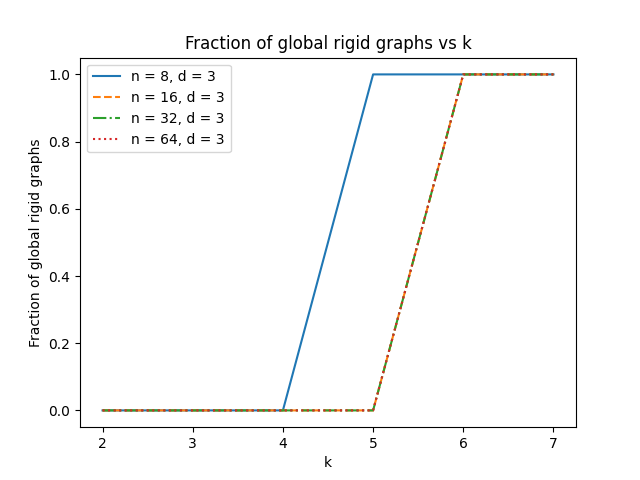 Fraction of global rigid graphs vs k
n = 8, d = 3
n = 16, d = 3
n = 32, d = 3
n = 64, d = 3
Fraction of global rigid graphs
1.0
0.8
0.6
0.4
0.2
0.0
2 3 4 5 6 7
k